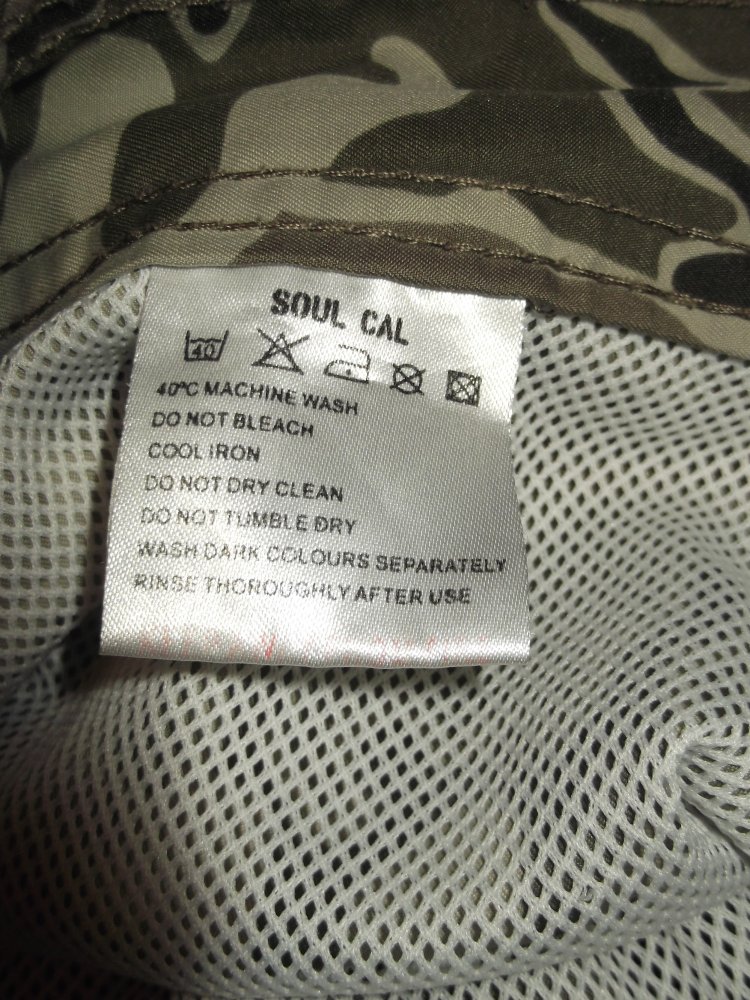 SOUL CAL
40
40°C MACHINE WASH
DO NOT BLEACH
COOL IRON
DO NOT DRY CLEAN
DO NOT TUMBLE DRY
WASH DARK COLOURS SEPARATELY
RINSE THOROUGHLY AFTER USE